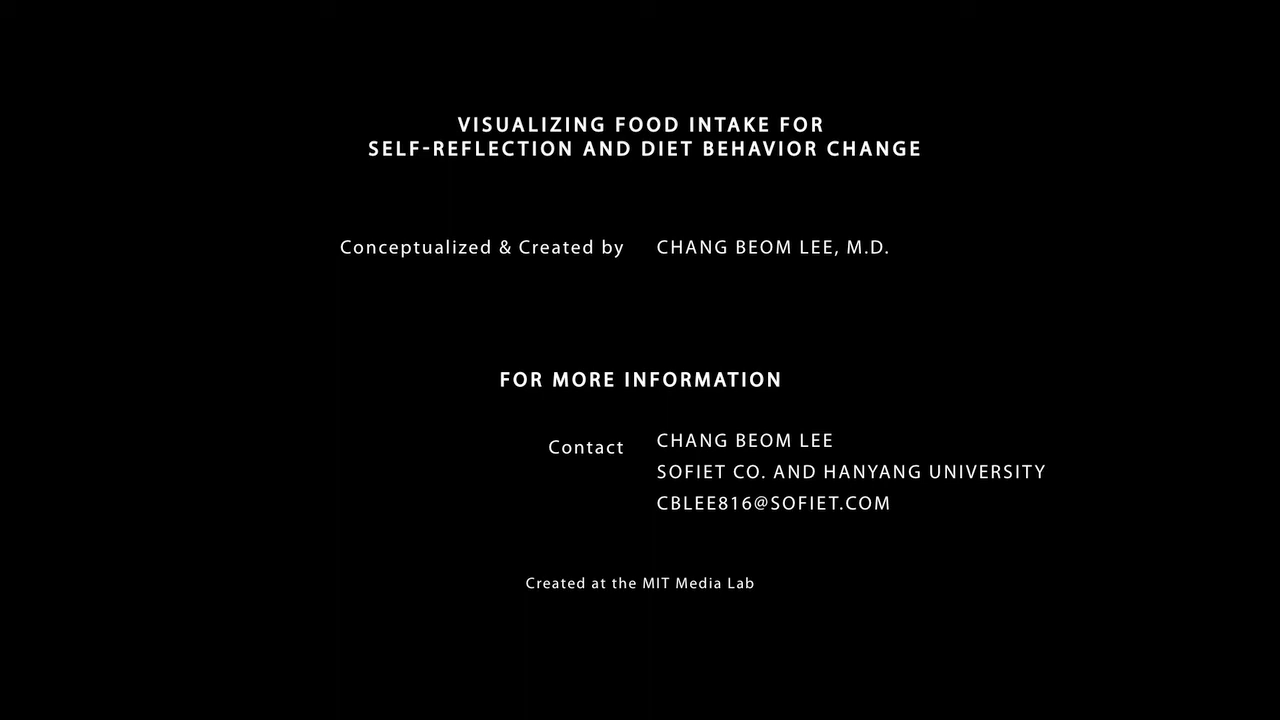 VISUALIZING FOOD INTAKE FOR
SELF-REFLECTION AND DIET BEHAVIOR CHANGE
Conceptualized & Created by CHANG BEOM LEE, M.D.
FOR MORE INFORMATION
Contact CHANG BEOM LEE
SOFIET CO. AND HANYANG UNIVERSITY
CBLEE816@SOFIET.COM
Created at the MIT Media Lab